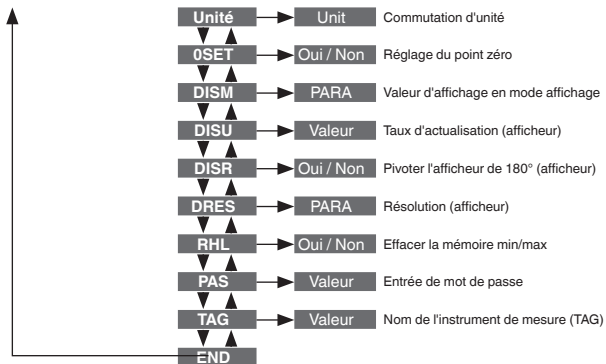 Unité Unit Commutation d'unité
0SET Oui / Non Réglage du point zéro
DISM PARA Valeur d'affichage en mode affichage
DISU Valeur Taux d'actualisation (afficheur)
DISR Oui / Non Pivoter l'afficheur de 180° (afficheur)
DRES PARA Résolution (afficheur)
RHL Oui / Non Effacer la mémoire min/max
PAS Valeur Entrée de mot de passe
TAG Valeur Nom de l'instrument de mesure (TAG)
END